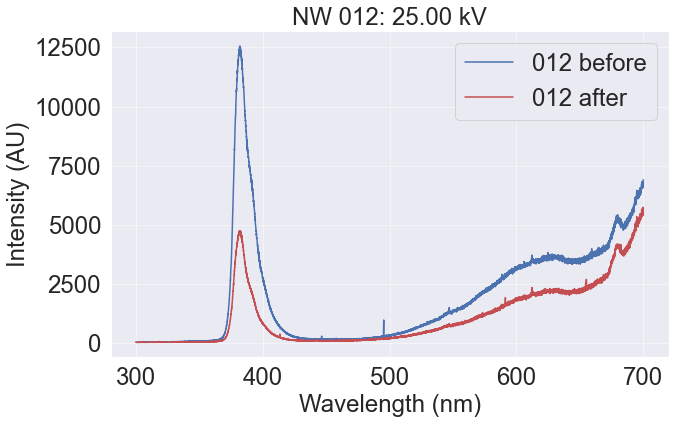 NW 012: 25.00 kV
012 before
012 after
12500
10000
7500
5000
2500
0
Intensity (AU)
300 400 500 600 700
Wavelength (nm)